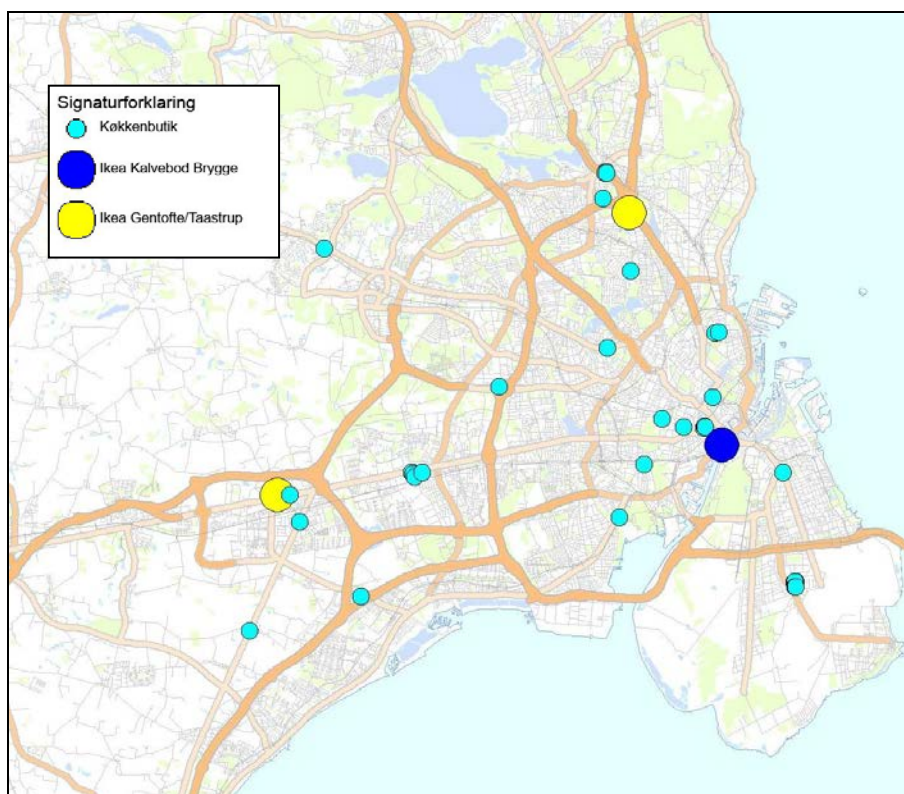 Signaturforklaring
Køkkenbutik
Ikea Kalvebod Brygge
Ikea Gentofte/Taastrup